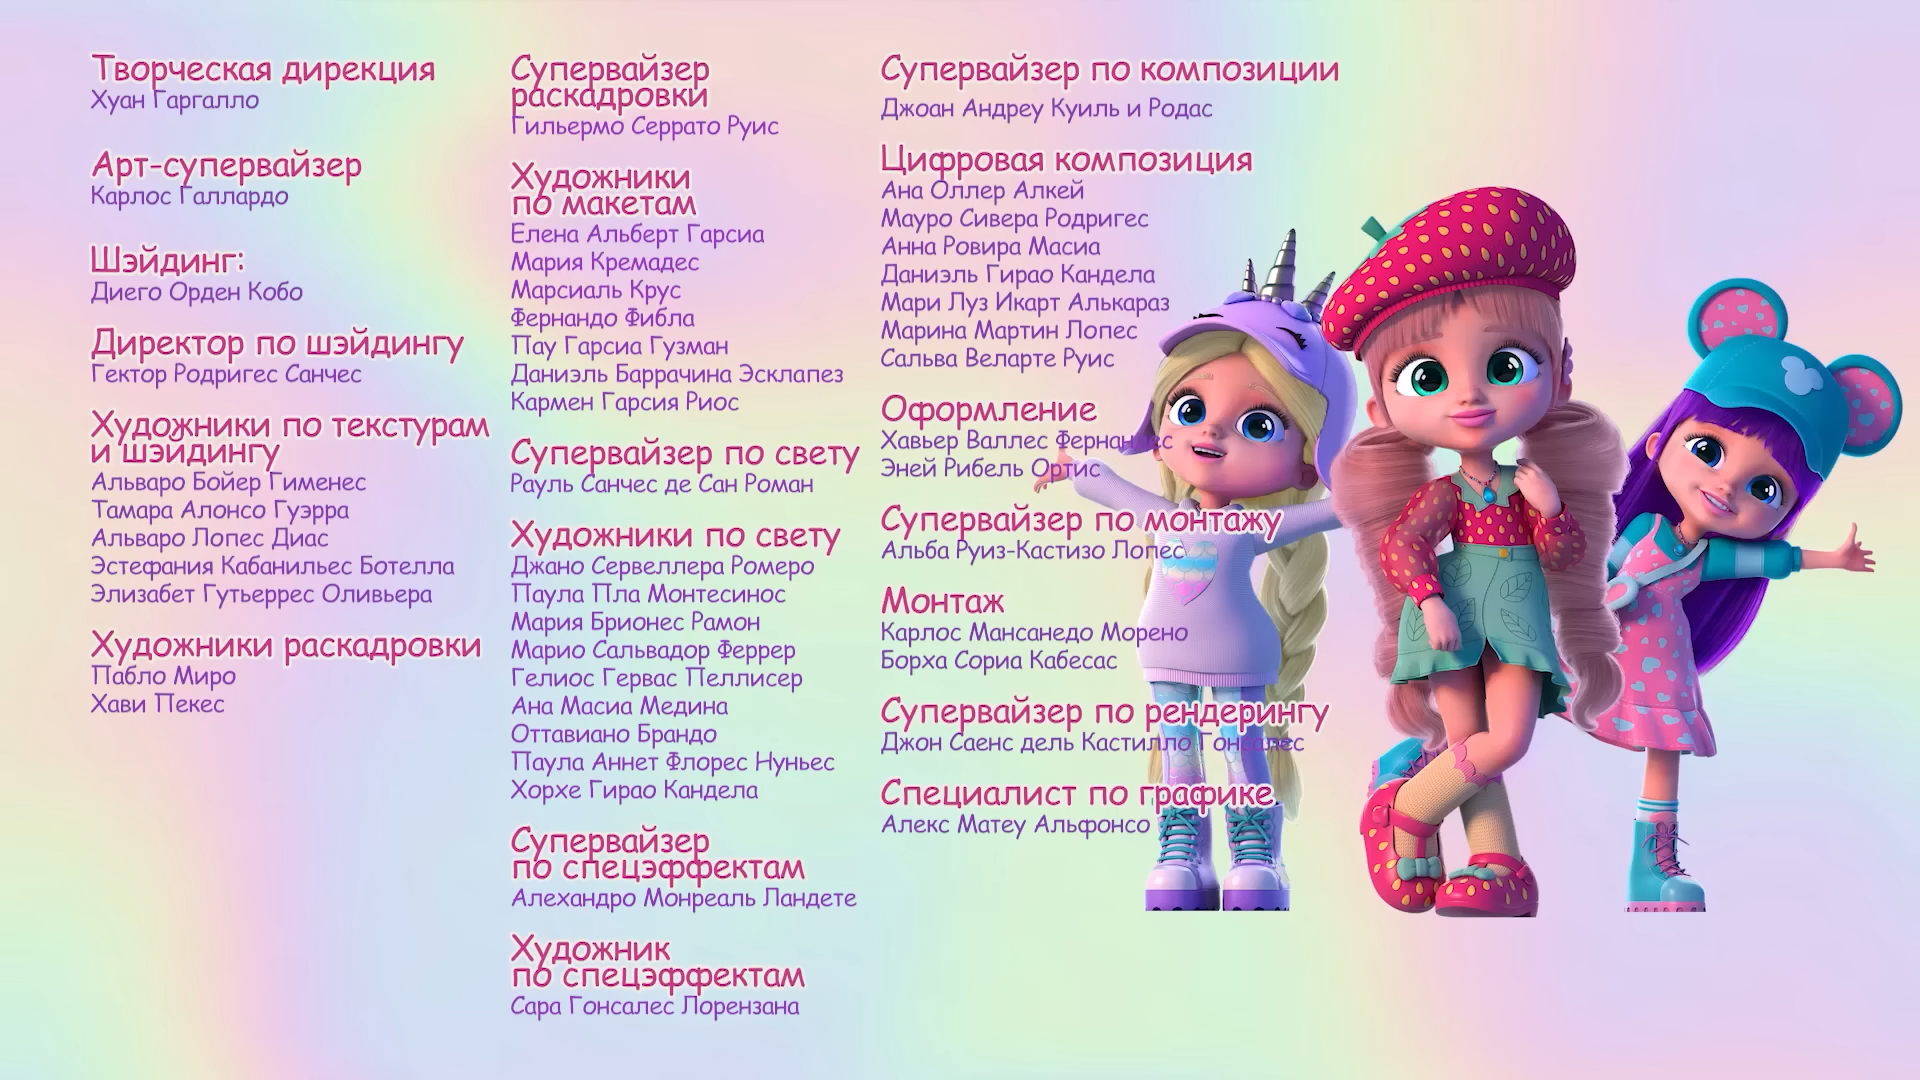 Творческая дирекция
Хуан Гаргалло
Арт-супервайзер
Карлос Галлардо
Шэйдинг:
Диего Орден Кобо
Директор по шэйдингу
Гектор Родригес Санчес
Художники по текстурам
и шэйдингу
Альваро Бойер Гименес
Тамара Алонсо Гуэрра
Альваро Лопес Диас
Эстефания Кабанильес Ботелла
Элизабет Гутьеррес Оливьера
Художники раскадровки
Пабло Миро
Хави Пекес
Супервайзер
раскадровки
Гильермо Серрато Руис
Художники
по макетам
Елена Альберт Гарсиа
Мария Кремадес
Марсиаль Крус
Фернандо Фибла
Пау Гарсиа Гузман
Даниэль Баррачина Эсклапез
Кармен Гарсия Риос
Супервайзер по свету
Рауль Санчес де Сан Роман
Художники по свету
Джано Сервеллера Ромеро
Паула Пла Монтесинос
Мария Брионес Рамон
Марио Сальвадор Феррер
Гелиос Гервас Пеллисер
Ана Масиа Медина
Оттавиано Брандо
Паула Аннет Флорес Нуньес
Хорхе Гирао Кандела
Супервайзер
по спецэффектам
Алехандро Монреаль Ландете
Художник
по спецэффектам
Сара Гонсалес Лорензана
Супервайзер по композиции
Джоан Андреу Куиль и Родас
Цифровая композиция
Ана Оллер Алкей
Мауро Сивера Родригес
Анна Ровира Масиа
Даниэль Гирао Кандела
Мари Луз Икарт Алькараз
Марина Мартин Лопес
Сальва Веларте Руис
Оформление
Хавьер Валлес Фернандес
Эней Рибель Ортис
Супервайзер по монтажу
Альба Руиз-Кастизо Лопес
Монтаж
Карлос Мансанедо Морено
Борха Сориа Кабесас
Супервайзер по рендерингу
Джон Саенс дель Кастилло Гонсалес
Специалист по графике
Алекс Матеу Альфонсо